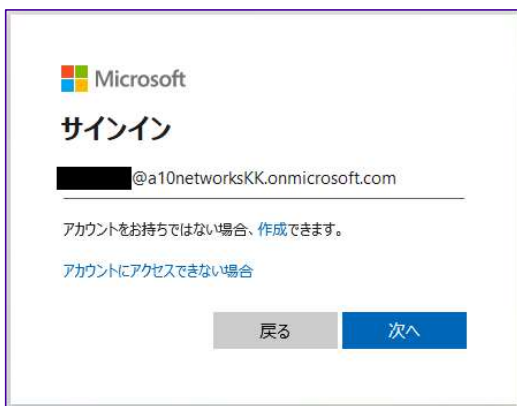 Microsoft
サインイン
@a10networksKK.onmicrosoft.com
アカウントをお持ちではない場合、作成できます。
アカウントにアクセスできない場合
戻る 次へ